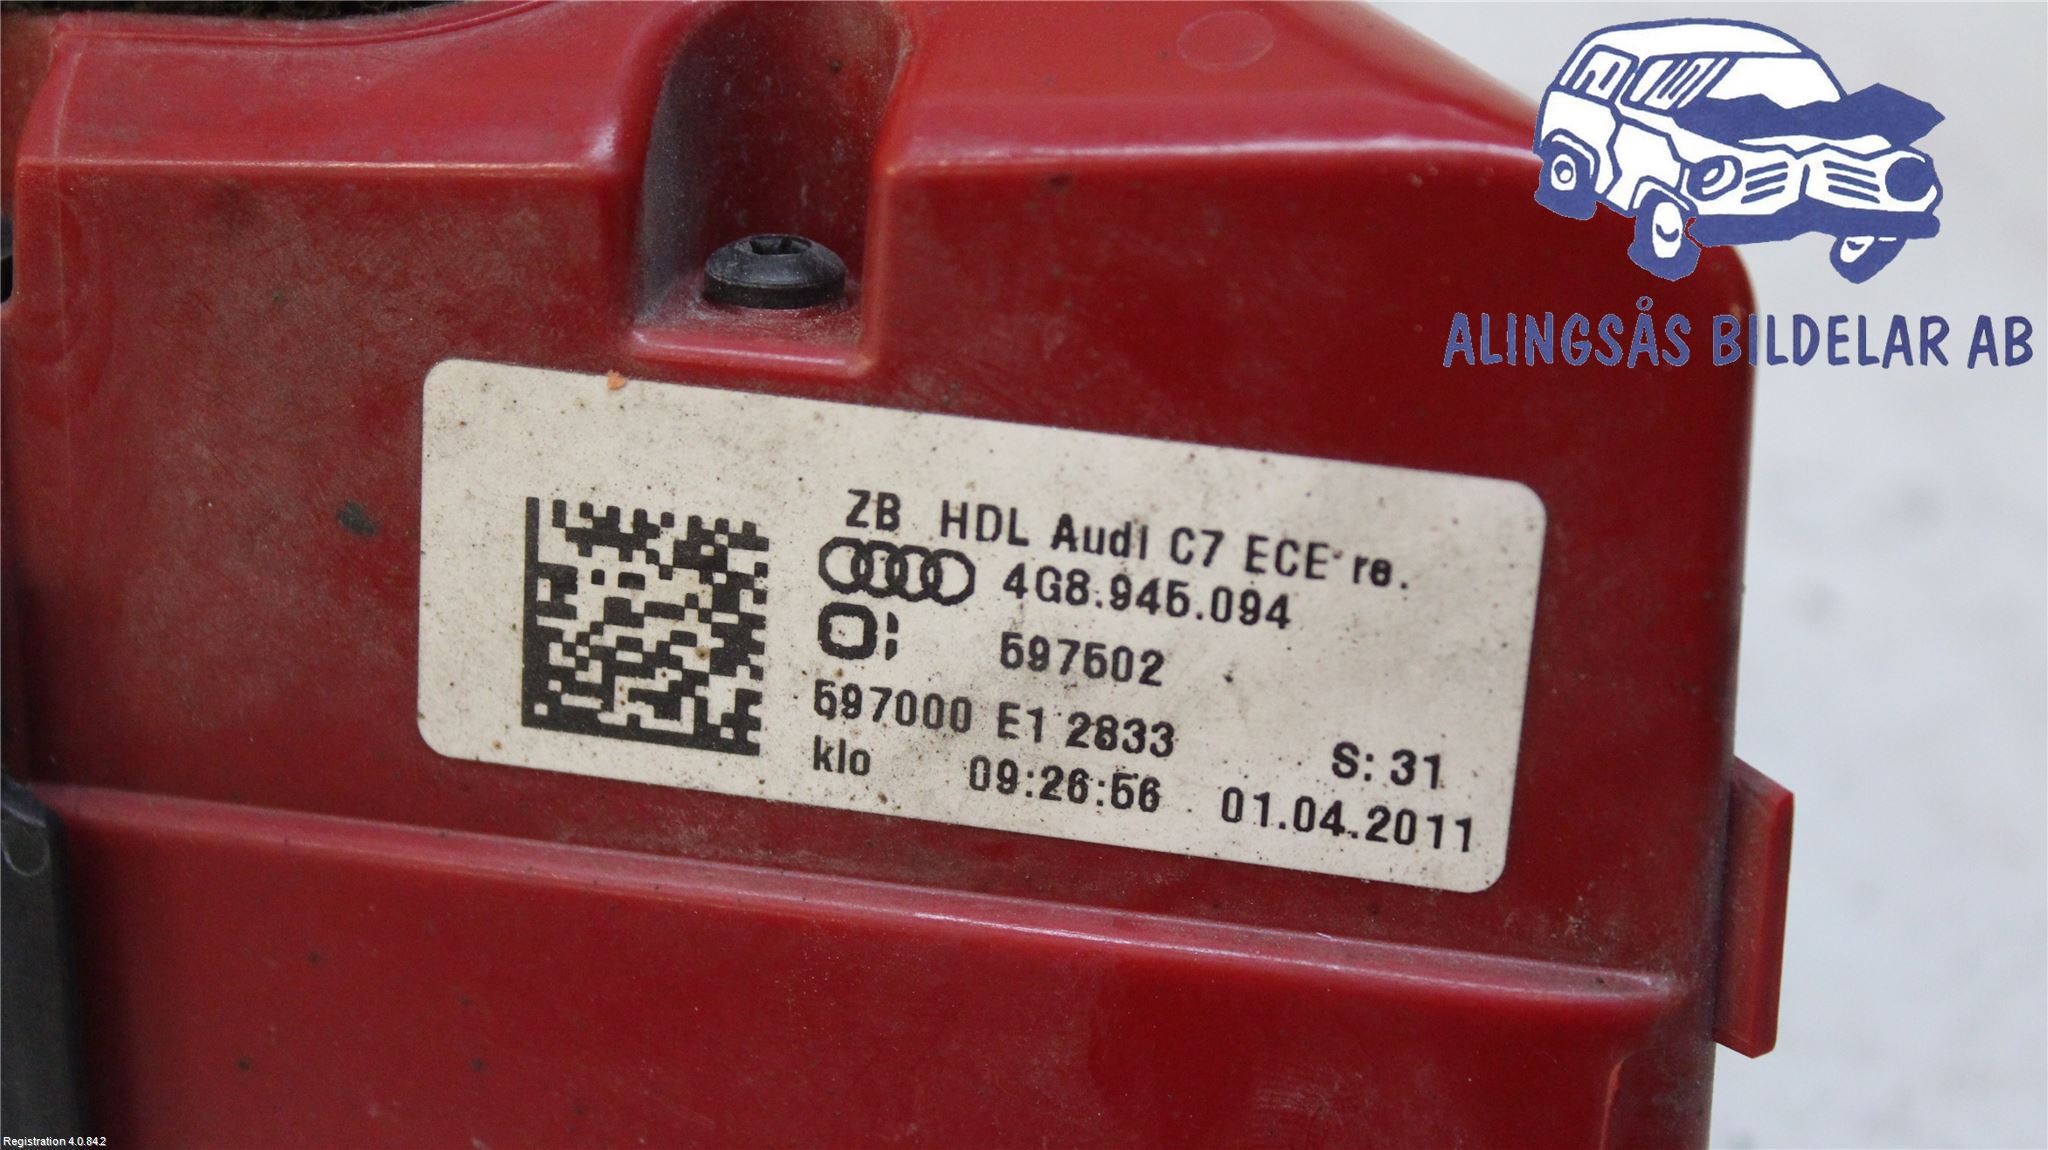 ALINGSÅS BILDELAR AB
ZB HDL Audi C7 ECE re.
4G8.945.094
597502
597000 E1 2833
S: 31
klo 09:26:56 01.04.2011
Registration 4.0.84.2